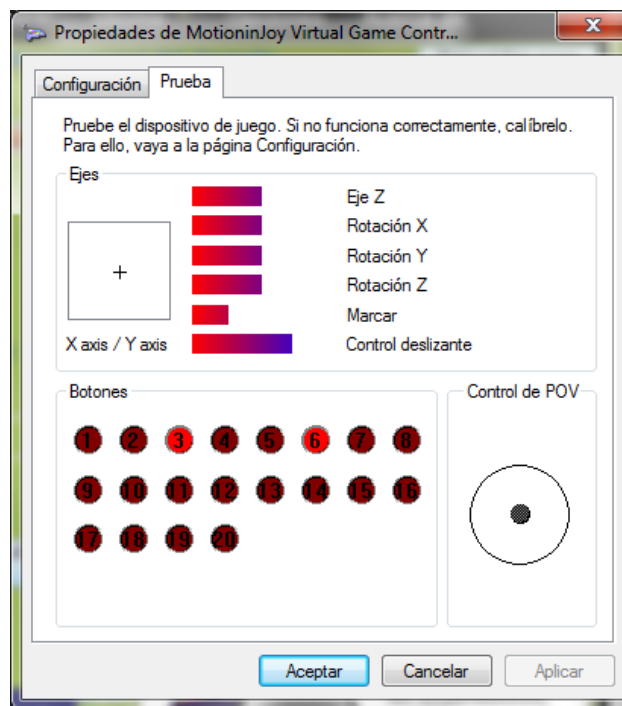 Propiedades de MotioninJoy Virtual Game Contr...
Configuración
Prueba
Pruebe el dispositivo de juego. Si no funciona correctamente, calíbrelo.
Para ello, vaya a la página Configuración.
Ejes
Eje Z
Rotación X
Rotación Y
Rotación Z
Marcar
X axis / Y axis
Control deslizante
Botones
Control de POV
1 2 3 4 5 6 7 8
9 10 11 12 13 14 15 16
17 18 19 20
Aceptar
Cancelar
Aplicar